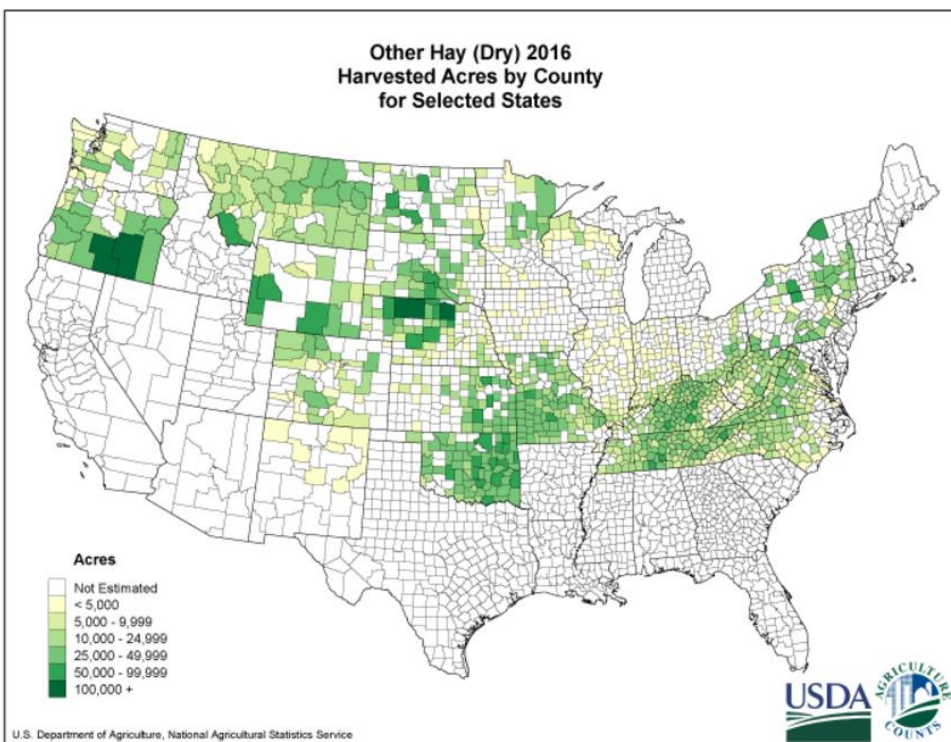 Other Hay (Dry) 2016
Harvested Acres by County
for Selected States
Acres
Not Estimated
< 5,000
5,000 - 9,999
10,000 - 24,999
25,000 - 49,999
50,000 - 99,999
100,000 +
USDA
AGRICULTURE
COUNTS
U.S. Department of Agriculture, National Agricultural Statistics Service